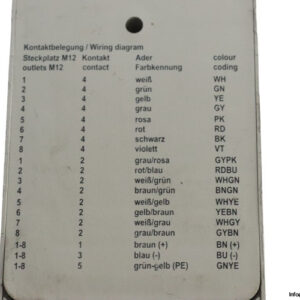 Kontaktbelegung / Wiring diagram
Steckplatz M12 Kontakt Ader colour
outlets M12 contact Farbkennung coding
1 4 weiß WH
2 4 grün GN
3 4 gelb YE
4 4 grau GY
5 4 rosa PK
6 4 rot RD
7 4 schwarz BK
8 4 violett VT
1 2 grau/rosa GYPK
2 2 rot/blau RDBU
3 2 weiß/grün WHGN
4 2 braun/grün BNGN
5 2 weiß/gelb WHYE
6 2 gelb/braun YEBN
7 2 weiß/grau WHGY
8 2 grau/braun GYBN
1-8 1 braun (+) BN (+)
1-8 3 blau (-) BU (-)
1-8 5 grün-gelb (PE) GNYE